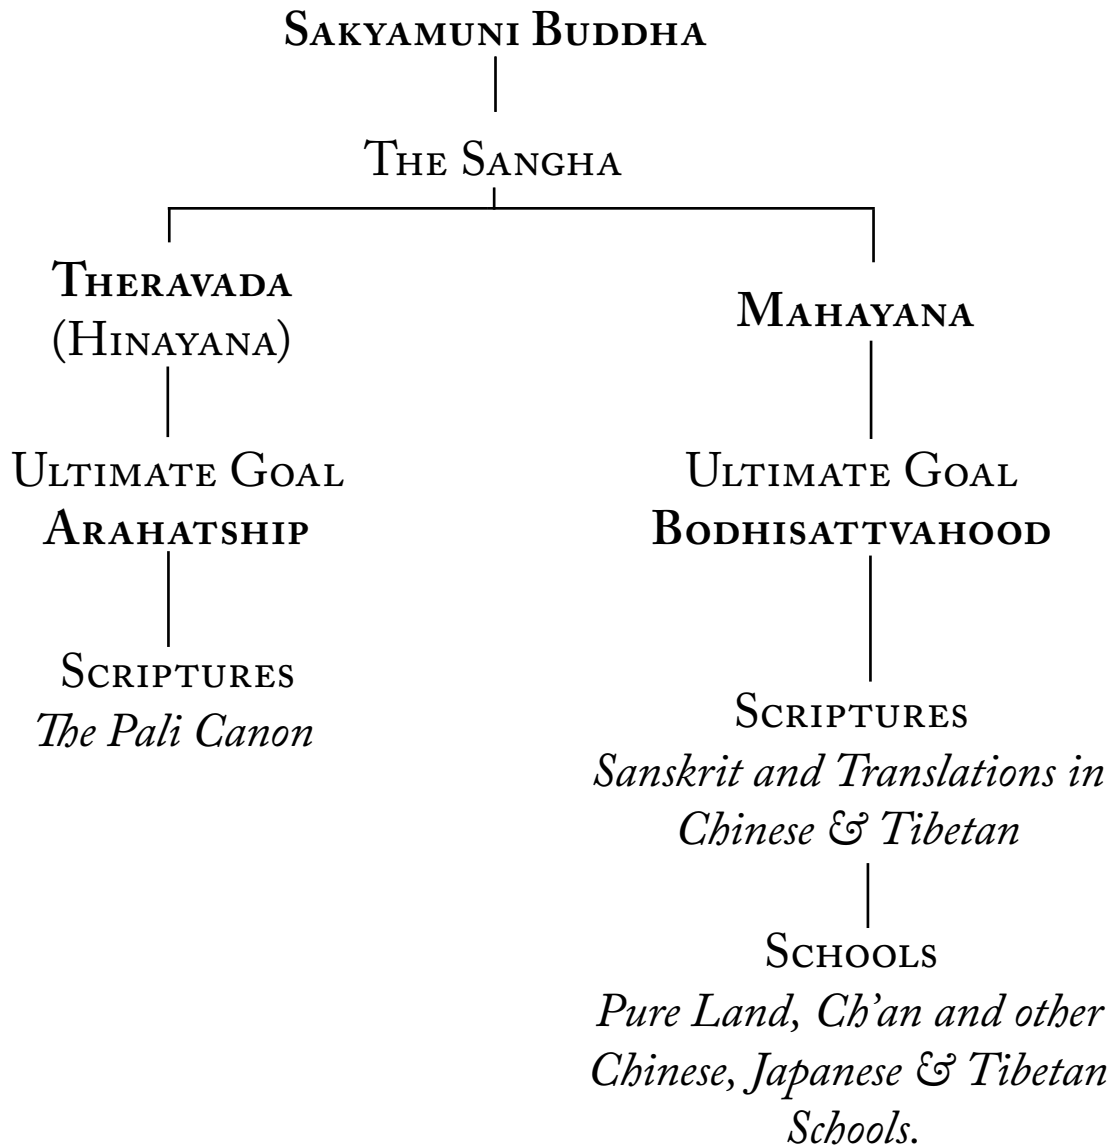 Sakyamuni Buddha
The Sangha
Theravada
(Hinayana)
Ultimate Goal
Arahatship
Scriptures
The Pali Canon
Mahayana
Ultimate Goal
Bodhisattvahood
Scriptures
Sanskrit and Translations in
Chinese & Tibetan
Schools
Pure Land, Ch’an and other
Chinese, Japanese & Tibetan
Schools.